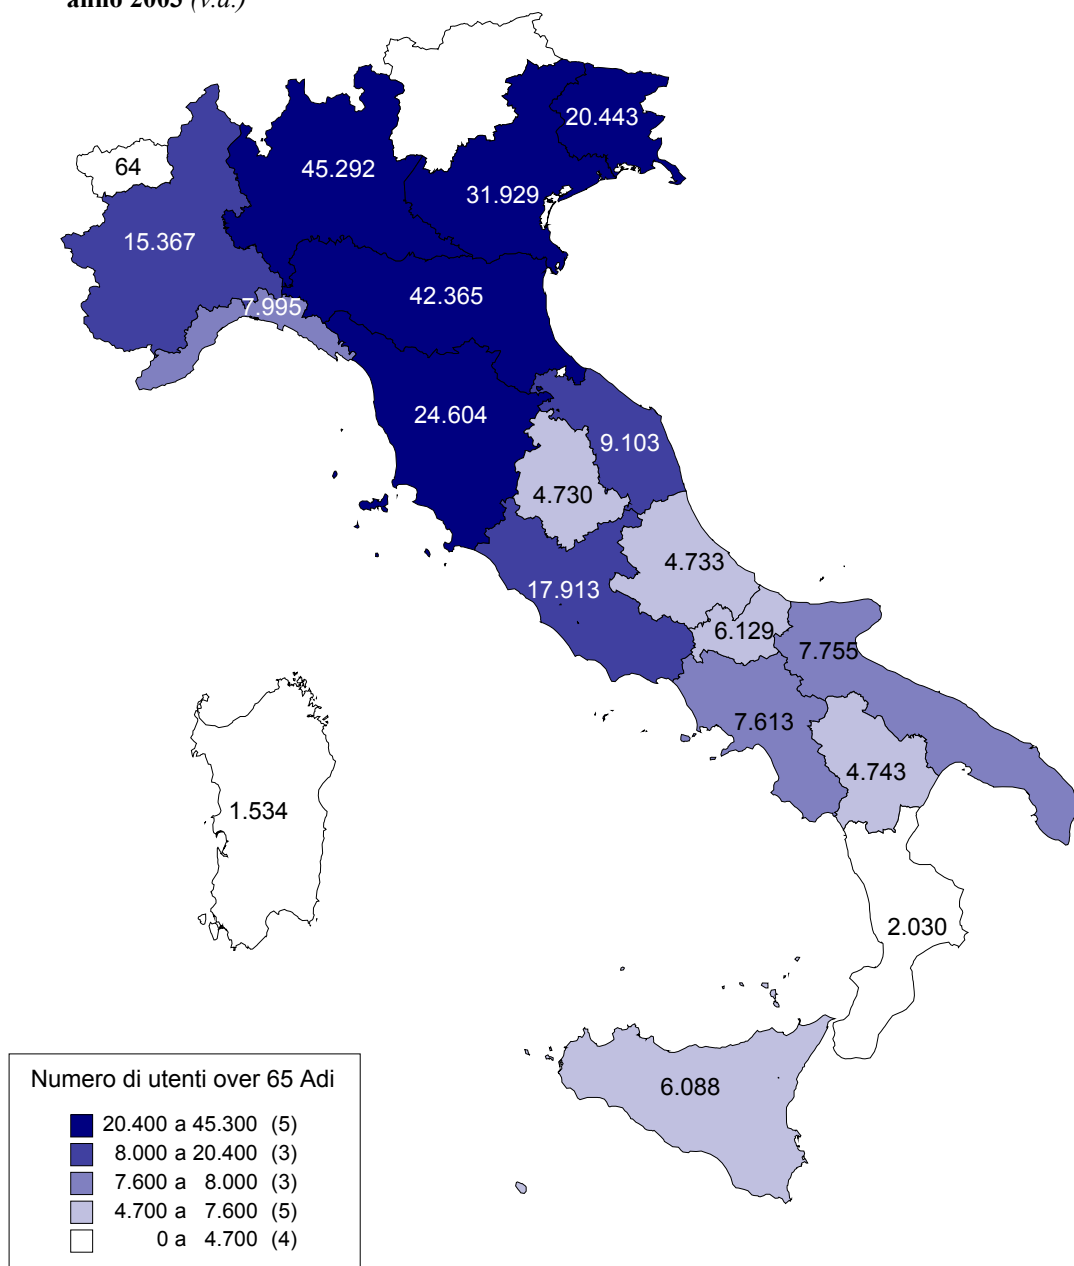 anno 2003 (v.a.)
20.443
64
45.292
31.929
15.367
42.365
7.995
24.604
9.103
4.730
4.733
17.913
6.129
7.755
7.613
4.743
1.534
2.030
6.088
Numero di utenti over 65 Adi
20.400 a 45.300 (5)
8.000 a 20.400 (3)
7.600 a 8.000 (3)
4.700 a 7.600 (5)
0 a 4.700 (4)